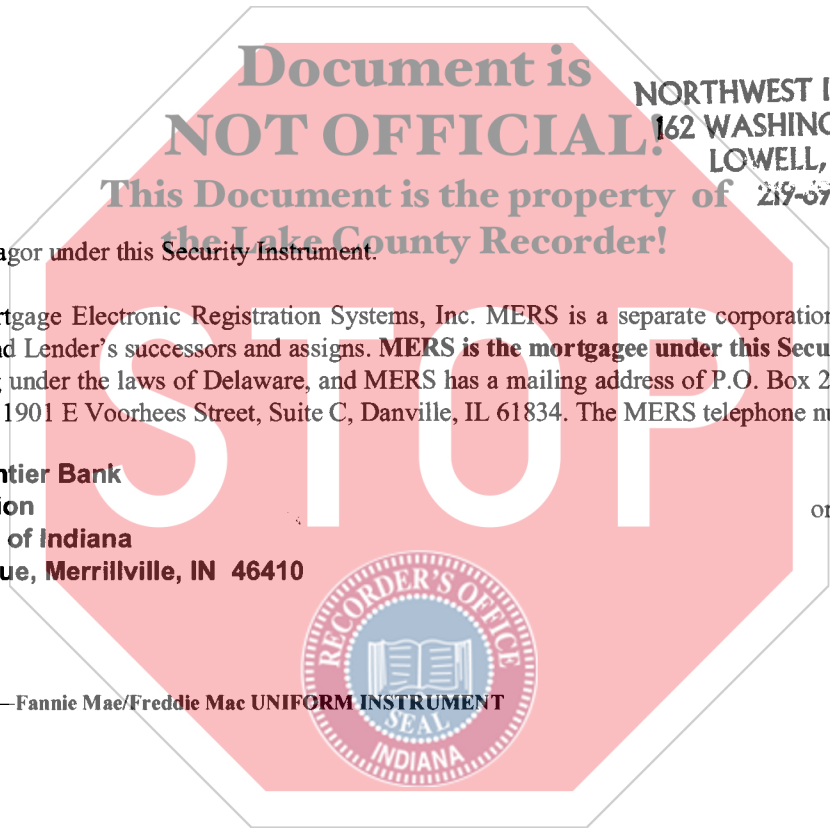 Document is
NOT OFFICIAL!
This Document is the property of
the Lake County Recorder!
NORTHWEST I
162 WASHING
LOWELL,
219-69
agor under this Security Instrument.
rtgage Electronic Registration Systems, Inc. MERS is a separate corporation
d Lender's successors and assigns. MERS is the mortgagee under this Secu
under the laws of Delaware, and MERS has a mailing address of P.O. Box 2
1901 E Voorhees Street, Suite C, Danville, IL 61834. The MERS telephone nu
ntier Bank
ion
or
of Indiana
ue, Merrillville, IN 46410
STOP
RECORDER'S OFFICE
SEAL
INDIANA
—Fannie Mae/Freddie Mac UNIFORM INSTRUMENT